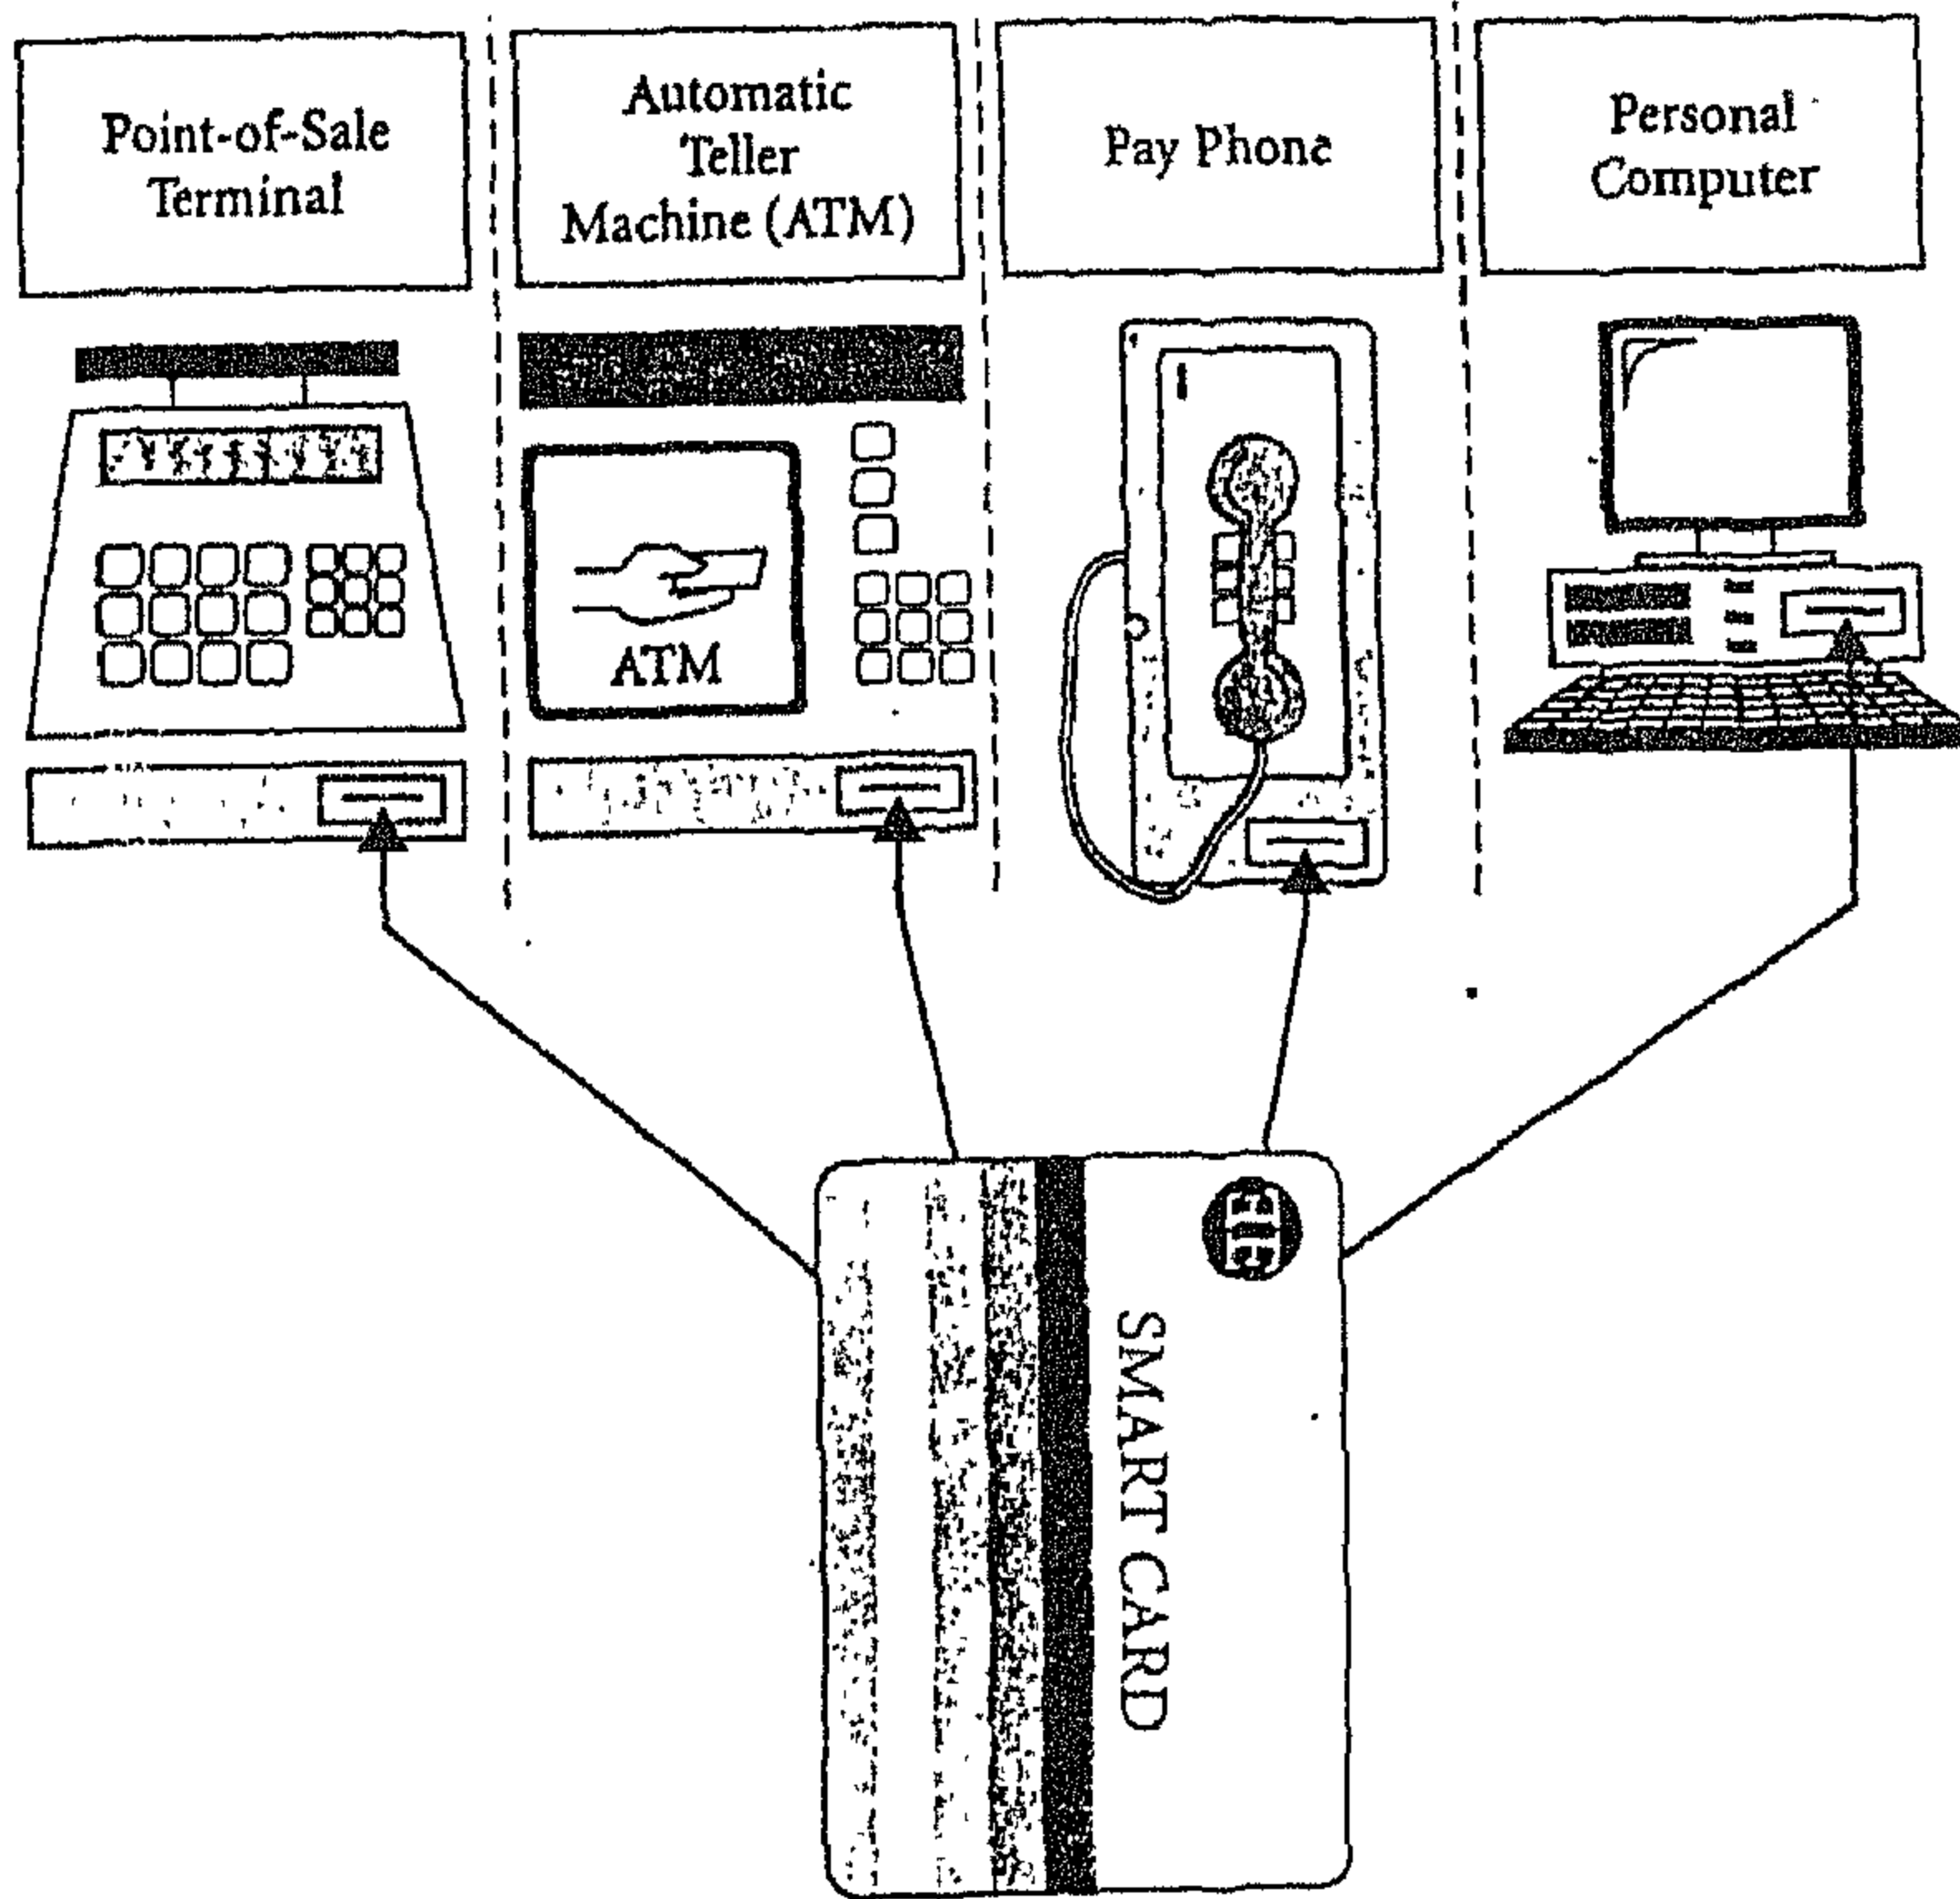 Point-of-Sale
Terminal
Automatic
Teller
Machine (ATM)
Pay Phone
Personal
Computer
ATM
SMART CARD